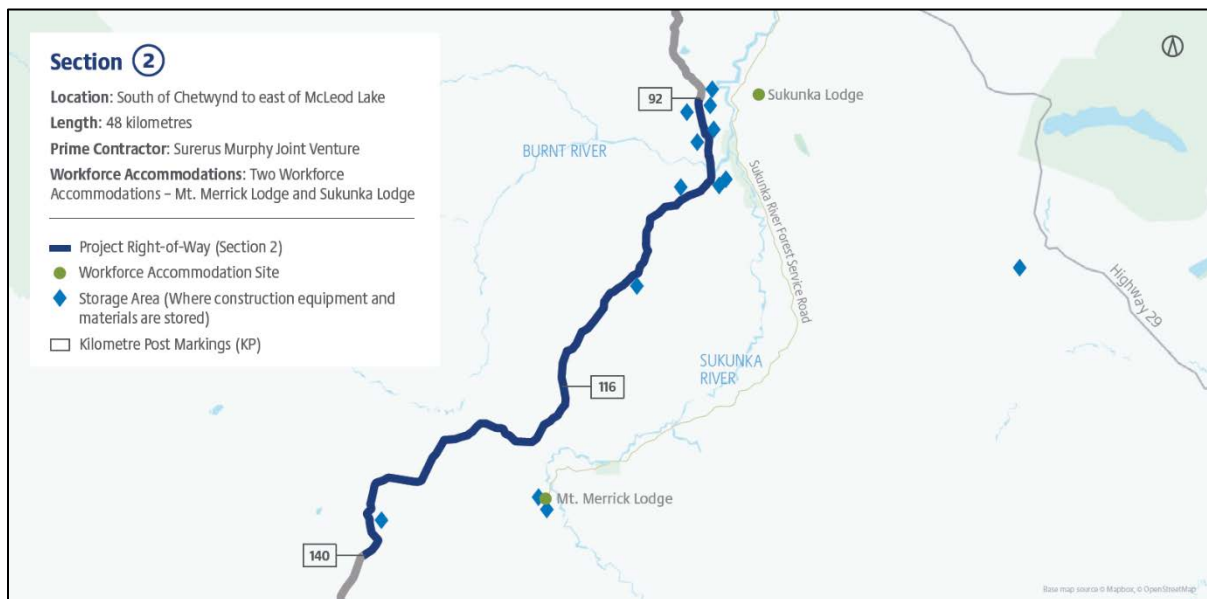 Section 2
Location: South of Chetwynd to east of McLeod Lake
Length: 48 kilometres
Prime Contractor: Surerus Murphy Joint Venture
Workforce Accommodations: Two Workforce
Accommodations – Mt. Merrick Lodge and Sukunka Lodge
Project Right-of-Way (Section 2)
Workforce Accommodation Site
Storage Area (Where construction equipment and
materials are stored)
Kilometre Post Markings (KP)
92
Sukunka Lodge
BURNT RIVER
Sukunka River Forest Service Road
Highway 29
SUKUNKA
RIVER
116
Mt. Merrick Lodge
140
Base map source © Mapbox, © OpenStreetMap